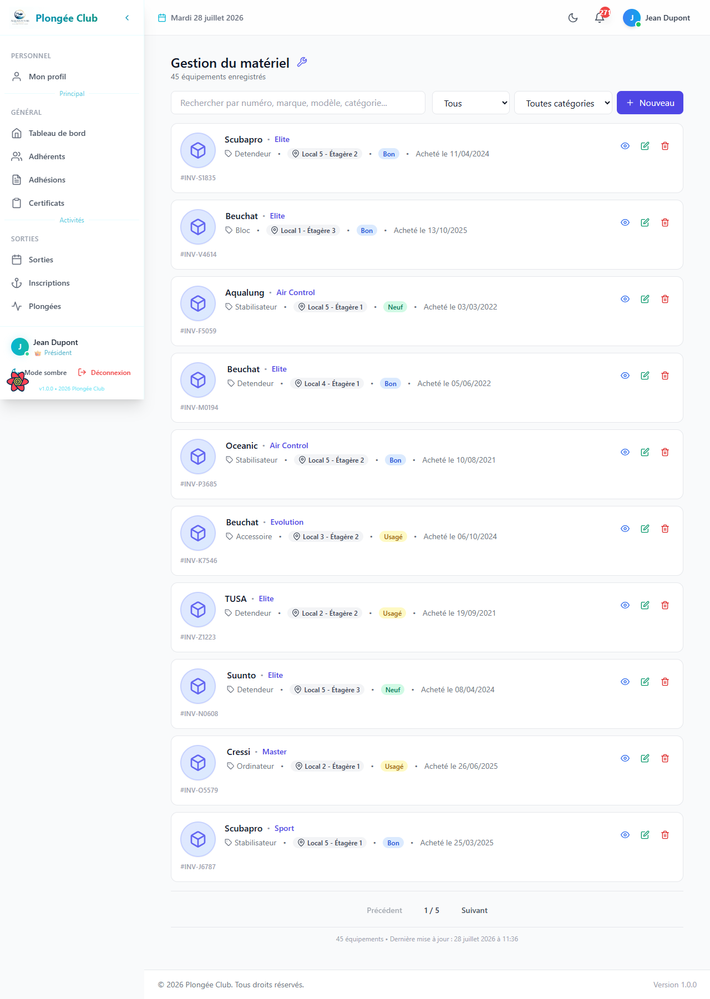 Plongée Club
Mardi 28 juillet 2026
271
J
Jean Dupont
PERSONNEL
Mon profil
Principal
GÉNÉRAL
Tableau de bord
Adhérents
Adhésions
Certificats
Activités
SORTIES
Sorties
Inscriptions
Plongées
J
Jean Dupont
Président
Mode sombre
Déconnexion
v1.0.0 • 2026 Plongée Club
Gestion du matériel
45 équipements enregistrés
Rechercher par numéro, marque, modèle, catégorie...
Tous
Toutes catégories
+ Nouveau
Scubapro • Elite
Detendeur • Local 5 - Étagère 2 • Bon • Acheté le 11/04/2024
#INV-S1835
Beuchat • Elite
Bloc • Local 1 - Étagère 3 • Bon • Acheté le 13/10/2025
#INV-V4614
Aqualung • Air Control
Stabilisateur • Local 5 - Étagère 1 • Neuf • Acheté le 03/03/2022
#INV-F5059
Beuchat • Elite
Detendeur • Local 4 - Étagère 1 • Bon • Acheté le 05/06/2022
#INV-M0194
Oceanic • Air Control
Stabilisateur • Local 5 - Étagère 2 • Bon • Acheté le 10/08/2021
#INV-P3685
Beuchat • Evolution
Accessoire • Local 3 - Étagère 2 • Usagé • Acheté le 06/10/2024
#INV-K7546
TUSA • Elite
Detendeur • Local 2 - Étagère 2 • Usagé • Acheté le 19/09/2021
#INV-Z1223
Suunto • Elite
Detendeur • Local 5 - Étagère 3 • Neuf • Acheté le 08/04/2024
#INV-N0608
Cressi • Master
Ordinateur • Local 2 - Étagère 1 • Usagé • Acheté le 26/06/2025
#INV-O5579
Scubapro • Sport
Stabilisateur • Local 5 - Étagère 1 • Bon • Acheté le 25/03/2025
#INV-J6787
Précédent
1 / 5
Suivant
45 équipements • Dernière mise à jour : 28 juillet 2026 à 11:36
© 2026 Plongée Club. Tous droits réservés.
Version 1.0.0